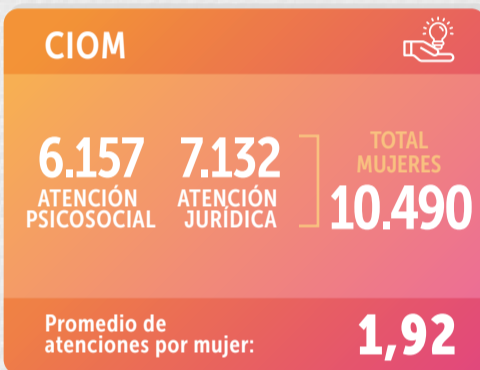 CIOM
6.157
ATENCIÓN
PSICOSOCIAL
7.132
ATENCIÓN
JURÍDICA
TOTAL
MUJERES
10.490
Promedio de
atenciones por mujer:
1,92